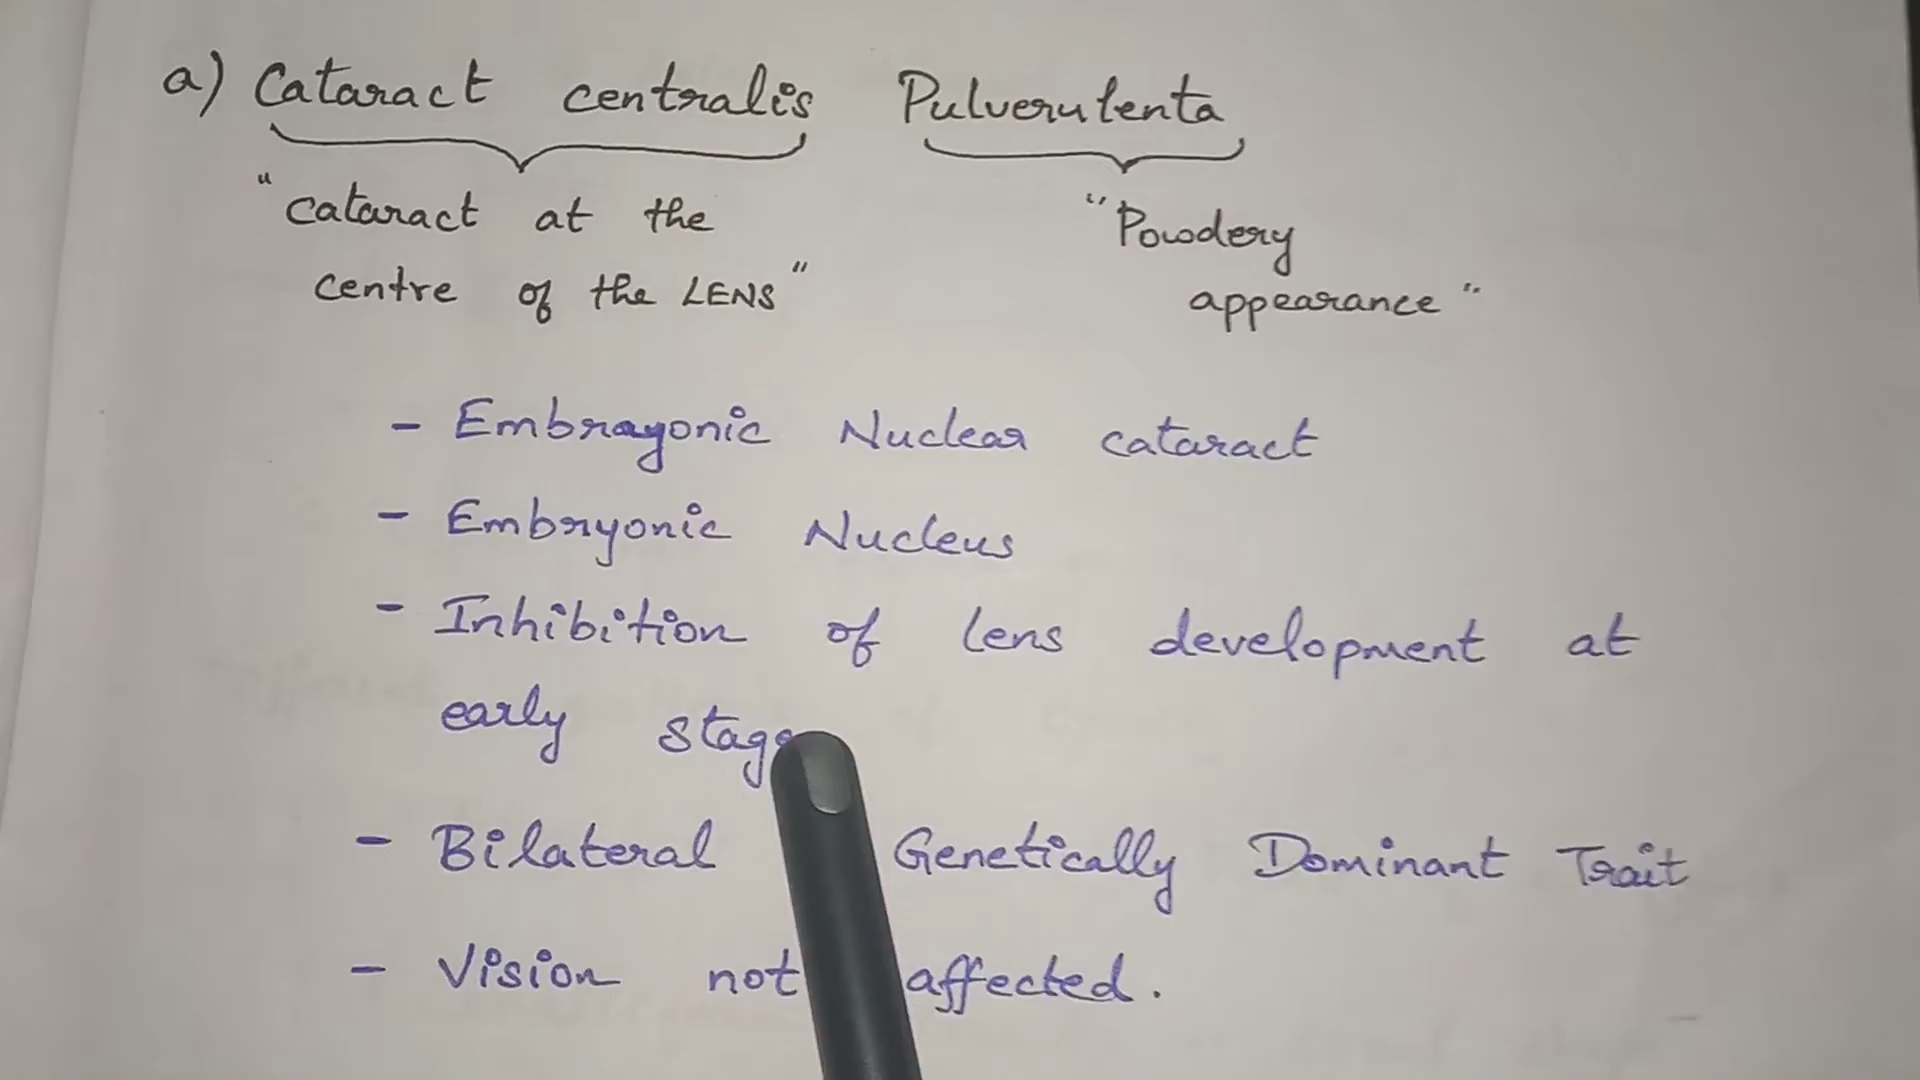 a) Cataract centralis Pulverulenta
"cataract at the "Powdery
centre of the LENS" appearance"
- Embrayonic Nuclear cataract
- Embryonic Nucleus
- Inhibition of lens development at
early stage
- Bilateral Genetically Dominant Trait
- Vision not affected.